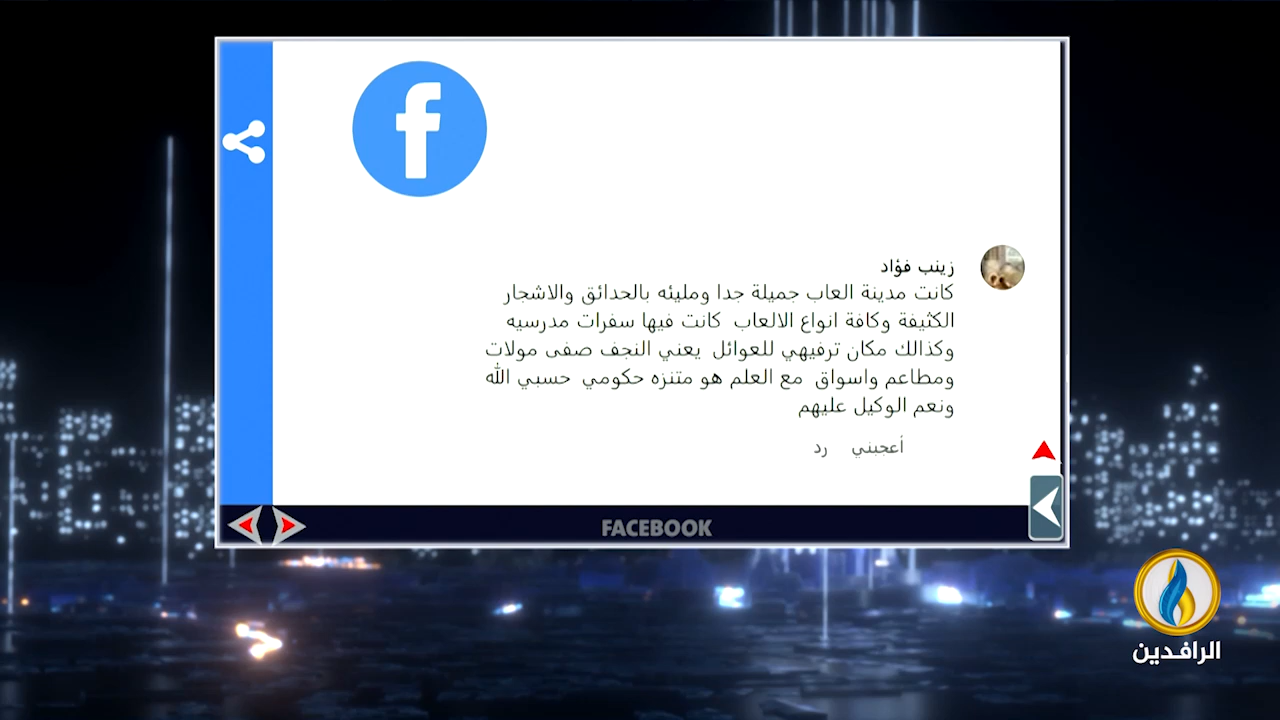 زينب فؤاد
كانت مدينة العاب جميلة جدا ومليئه بالحدائق والاشجار
الكثيفة وكافة انواع الالعاب كانت فيها سفرات مدرسيه
وكذالك مكان ترفيهي للعوائل يعني النجف صفى مولات
ومطاعم واسواق مع العلم هو متنزه حكومي حسبي الله
ونعم الوكيل عليهم
أعجبني رد
FACEBOOK
الرافدين